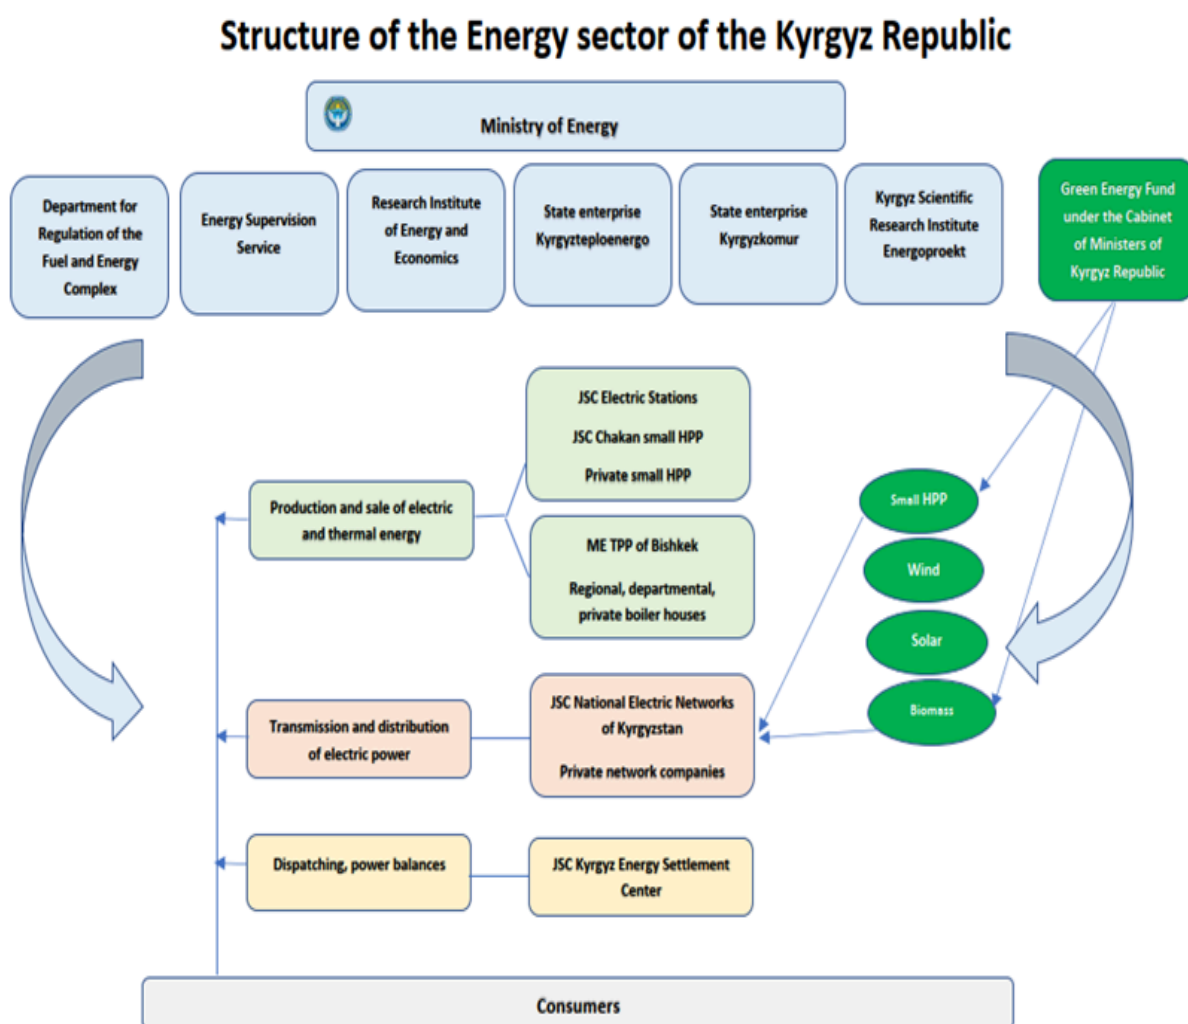 Structure of the Energy sector of the Kyrgyz Republic
Ministry of Energy
Department for
Regulation of the
Fuel and Energy
Complex
Energy Supervision
Service
Research Institute
of Energy and
Economics
State enterprise
Kyrgyzteploenergo
State enterprise
Kyrgyzkomur
Kyrgyz Scientific
Research Institute
Energoproekt
Green Energy Fund
under the Cabinet
of Ministers of
Kyrgyz Republic
JSC Electric Stations
JSC Chakan small HPP
Private small HPP
Production and sale of electric
and thermal energy
ME TPP of Bishkek
Regional, departmental,
private boiler houses
Small HPP
Wind
Solar
Biomass
Transmission and distribution
of electric power
JSC National Electric Networks
of Kyrgyzstan
Private network companies
Dispatching, power balances
JSC Kyrgyz Energy Settlement
Center
Consumers